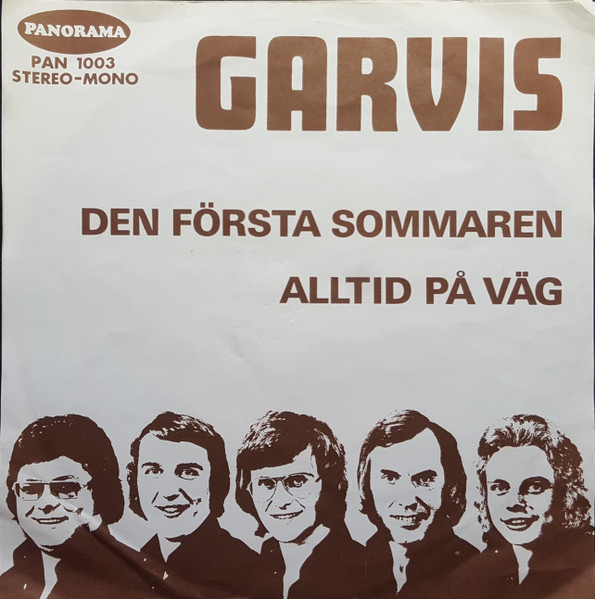 PANORAMA
PAN 1003
STEREO-MONO
GARVIS
DEN FÖRSTA SOMMAREN
ALLTID PÅ VÄG